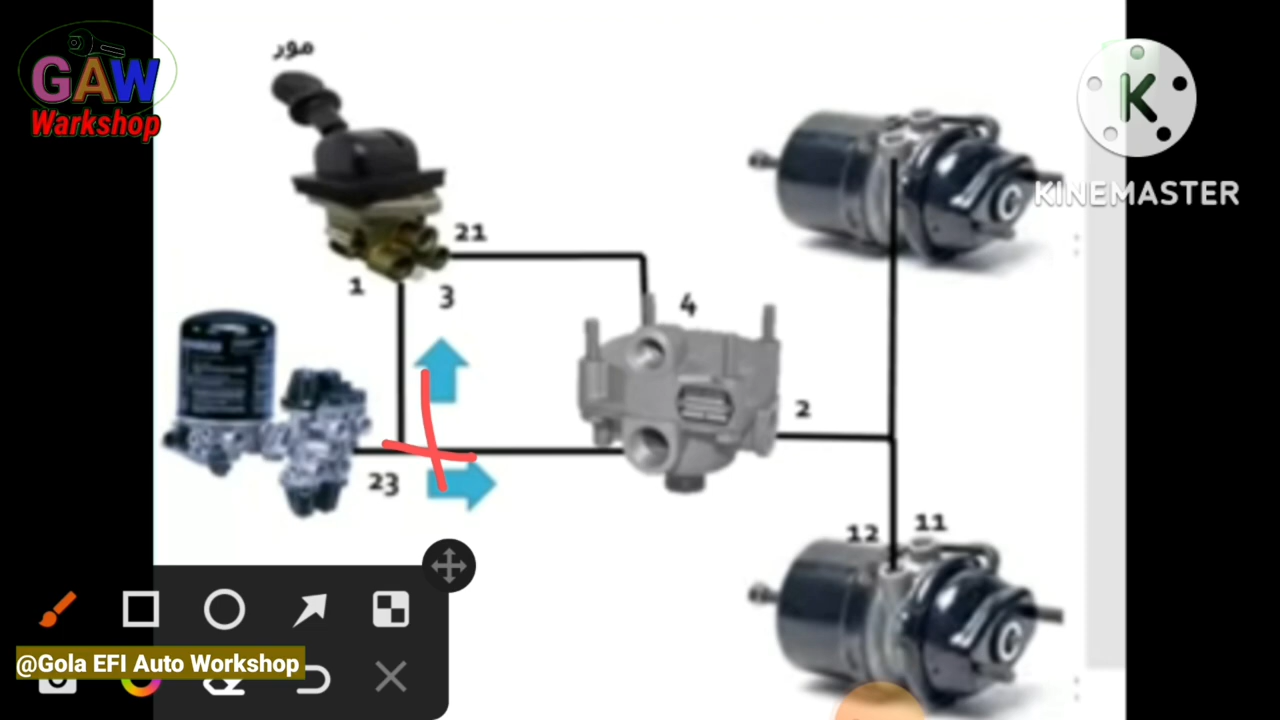 مور
GAW
Warkshop
K
KINEMASTER
21
1
3
4
2
23
12
11
@Gola EFI Auto Workshop